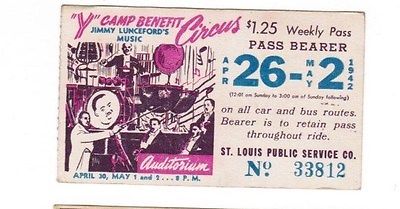 "Y" CAMP BENEFIT
Circus
JIMMY LUNCEFORD'S
MUSIC
Auditorium
APRIL 30, MAY 1 and 2 -- 8 P.M.
$1.25 Weekly Pass
PASS BEARER
APR 26-MAY 2 1942
(12:01 am Sunday to 3:00 am of Sunday following)
on all car and bus routes.
Bearer is to retain pass
throughout ride.
ST. LOUIS PUBLIC SERVICE CO.
No. 33812